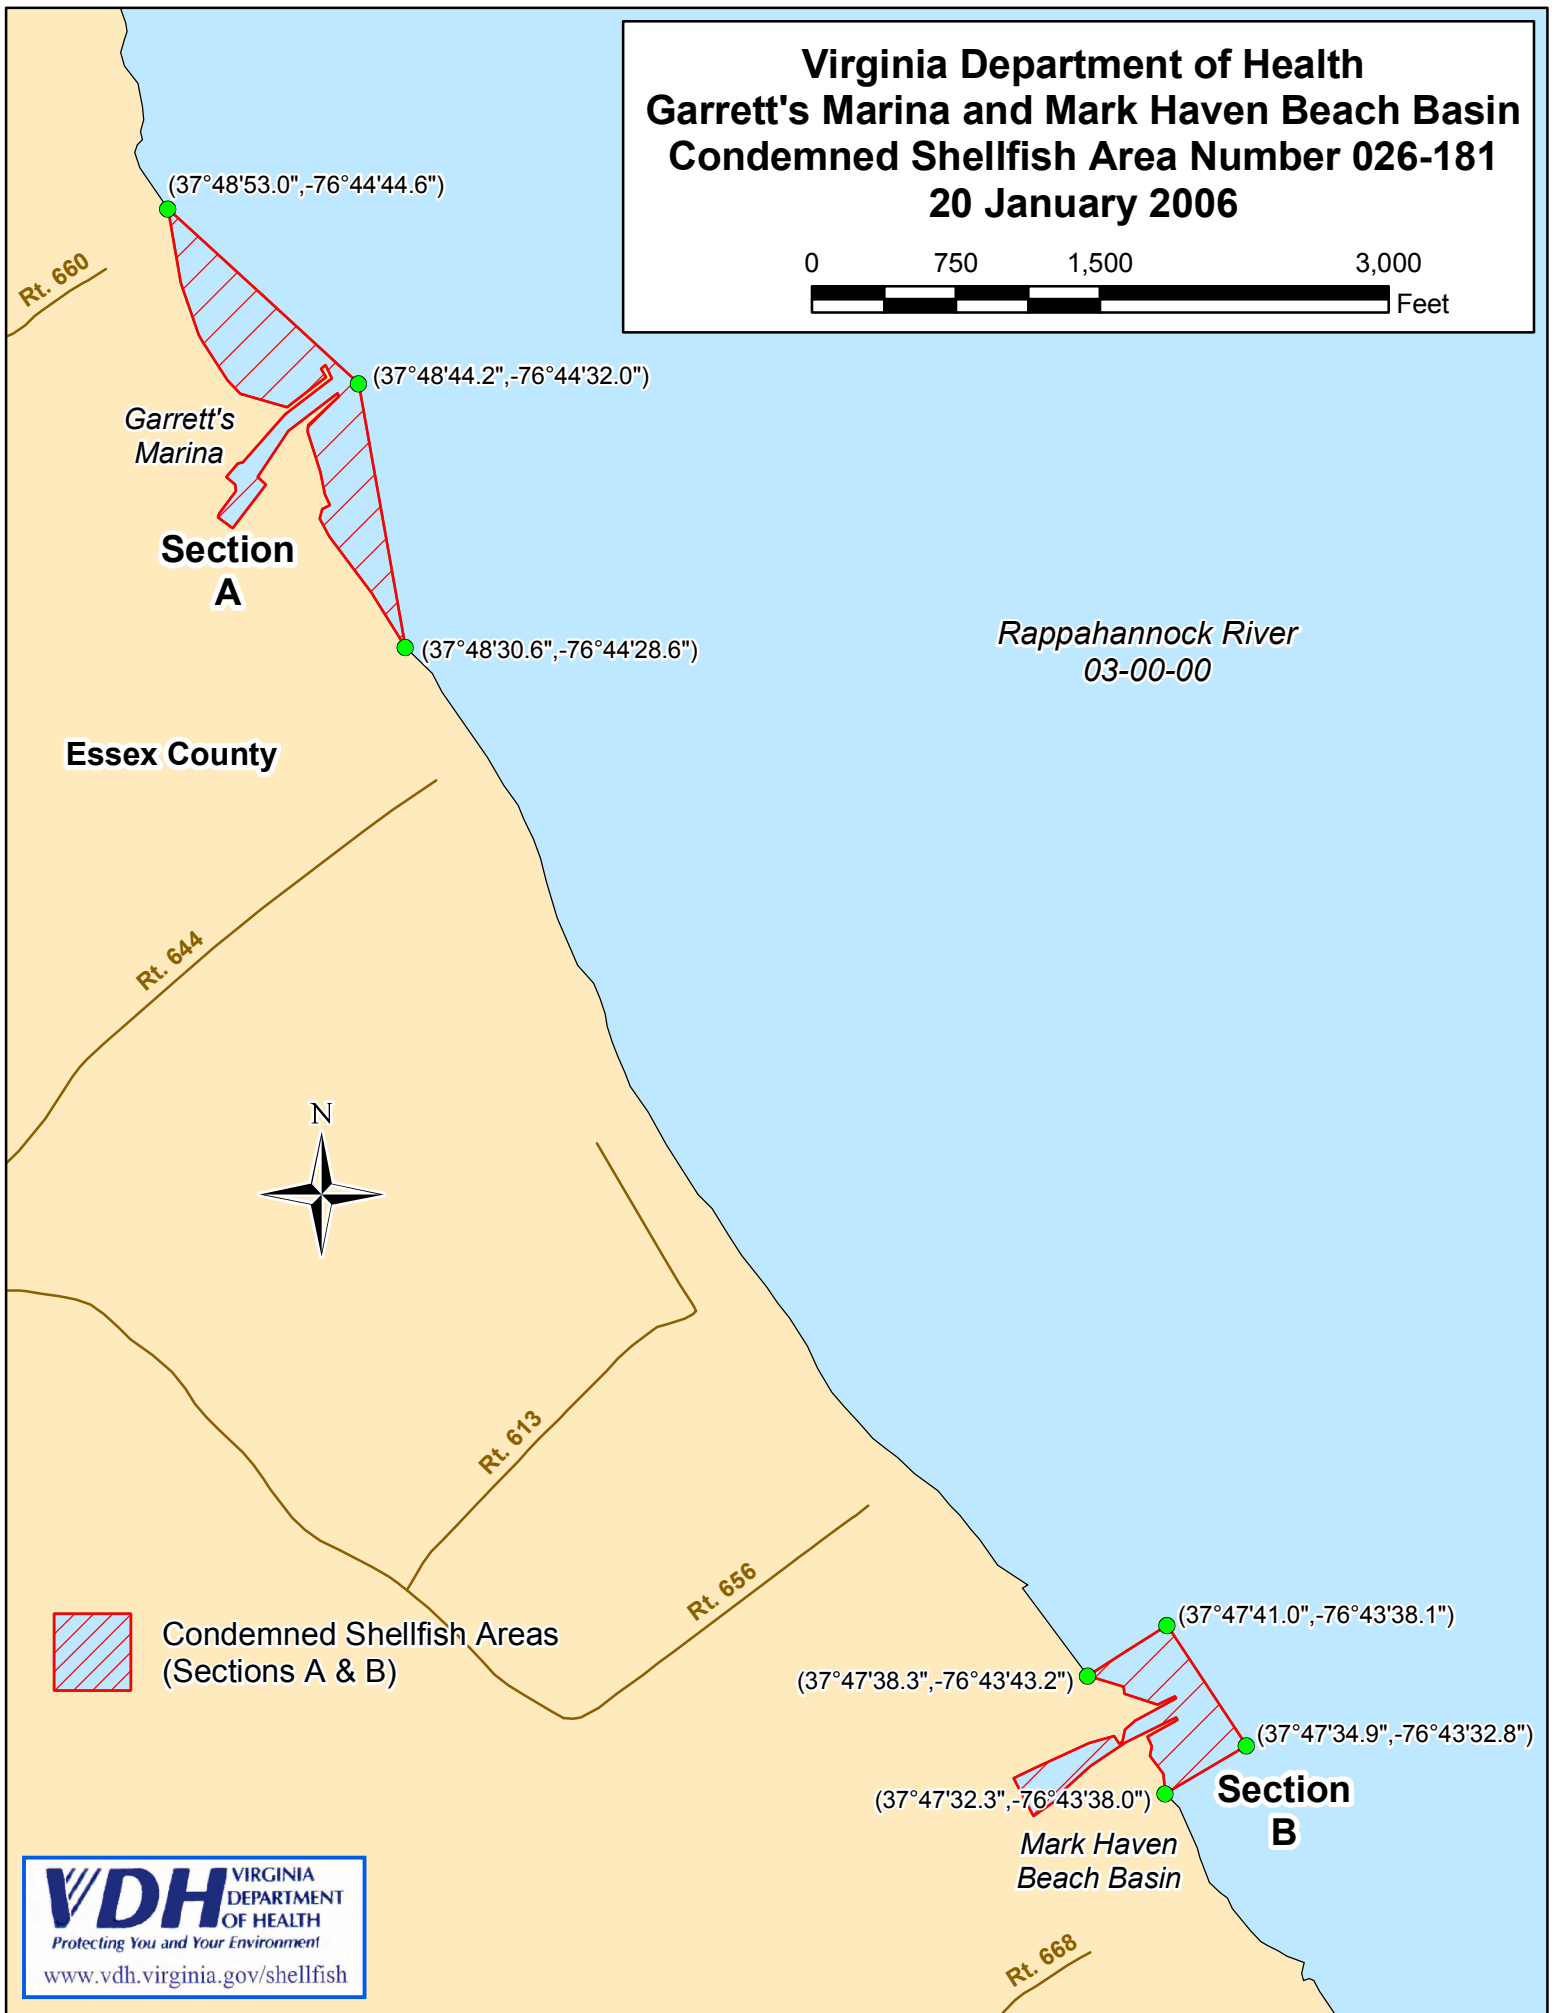 Virginia Department of Health
Garrett's Marina and Mark Haven Beach Basin
Condemned Shellfish Area Number 026-181
20 January 2006
0 750 1,500 3,000
Feet
(37°48'53.0",-76°44'44.6")
Rt. 660
(37°48'44.2",-76°44'32.0")
Garrett's
Marina
Section
A
(37°48'30.6",-76°44'28.6")
Rappahannock River
03-00-00
Essex County
Rt. 644
N
Rt. 613
Rt. 656
Condemned Shellfish Areas
(Sections A & B)
(37°47'41.0",-76°43'38.1")
(37°47'38.3",-76°43'43.2")
(37°47'34.9",-76°43'32.8")
(37°47'32.3",-76°43'38.0")
Section
B
Mark Haven
Beach Basin
Rt. 668
VDH
VIRGINIA
DEPARTMENT
OF HEALTH
Protecting You and Your Environment
www.vdh.virginia.gov/shellfish